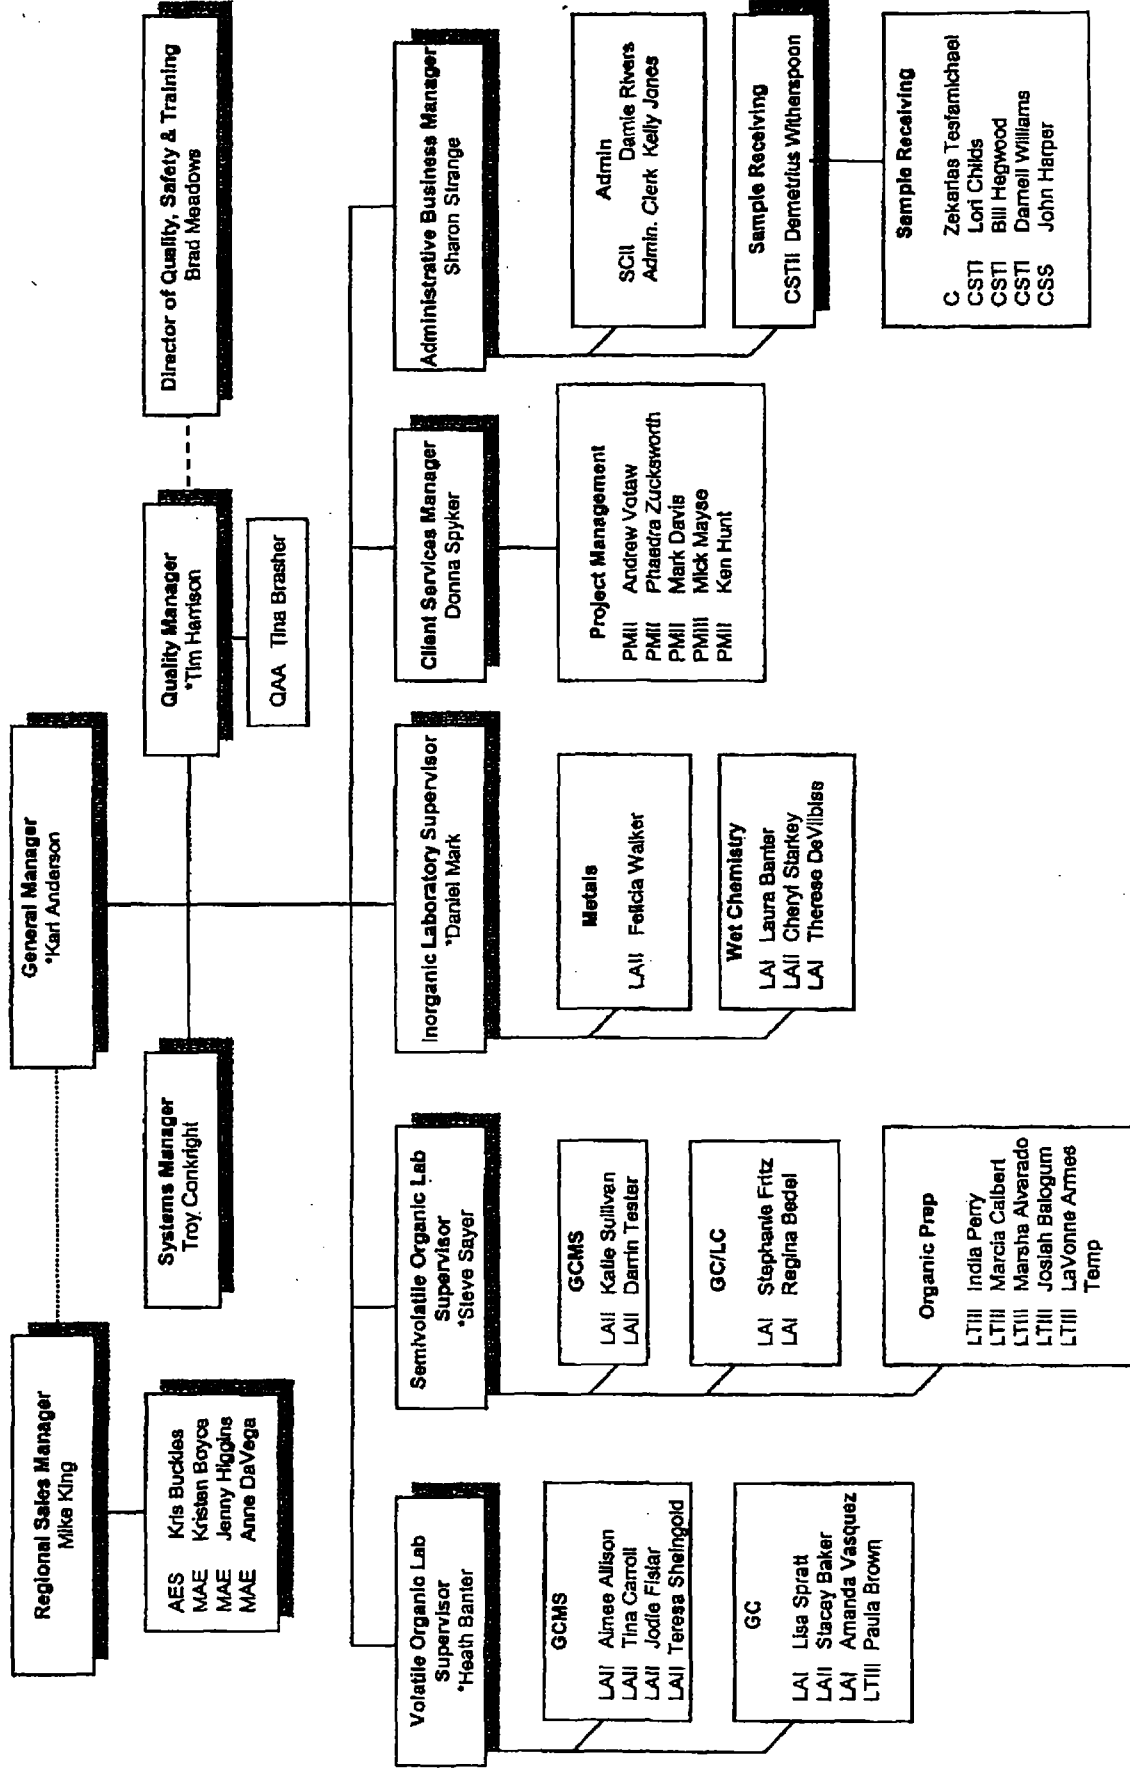 Regional Sales Manager
Mike King
AES Kris Buckles
MAE Kristen Boyce
MAE Jenny Higgins
MAE Anne DaVega
General Manager
*Karl Anderson
Systems Manager
Troy Conkright
Quality Manager
*Tim Harrison
QAA Tina Brasher
Director of Quality, Safety & Training
Brad Meadows
Volatile Organic Lab
Supervisor
*Heath Banter
GCMS
LAII Aimee Allison
LAII Tina Carroll
LAII Jodie Fislar
LAII Teresa Sheingold
GC
LAI Lisa Spratt
LAII Stacey Baker
LAI Amanda Vasquez
LTIII Paula Brown
Semivolatile Organic Lab
Supervisor
*Steve Sayer
GCMS
LAII Katie Sullivan
LAII Darrin Tester
GC/LC
LAI Stephanie Fritz
LAI Regina Bedel
Organic Prep
LTIII India Perry
LTIII Marcia Calbert
LTIII Marsha Alvarado
LTIII Josiah Balogum
LTIII LaVonne Armes
Temp
Inorganic Laboratory Supervisor
*Daniel Mark
Metals
LAII Felicia Walker
Wet Chemistry
LAI Laura Banter
LAII Cheryl Starkey
LAI Therese DeVilbiss
Client Services Manager
Donna Spyker
Project Management
PMII Andrew Votaw
PMII Phaedra Zucksworth
PMII Mark Davis
PMIII Mick Mayse
PMII Ken Hunt
Administrative Business Manager
Sharon Strange
Admin
SCII Damie Rivers
Admin. Clerk Kelly Jones
Sample Receiving
CSTII Demetrius Witherspoon
Sample Receiving
C Zekarias Tesfamichael
CSTI Lori Childs
CSTI Bill Hegwood
CSTI Darnell Williams
CSS John Harper